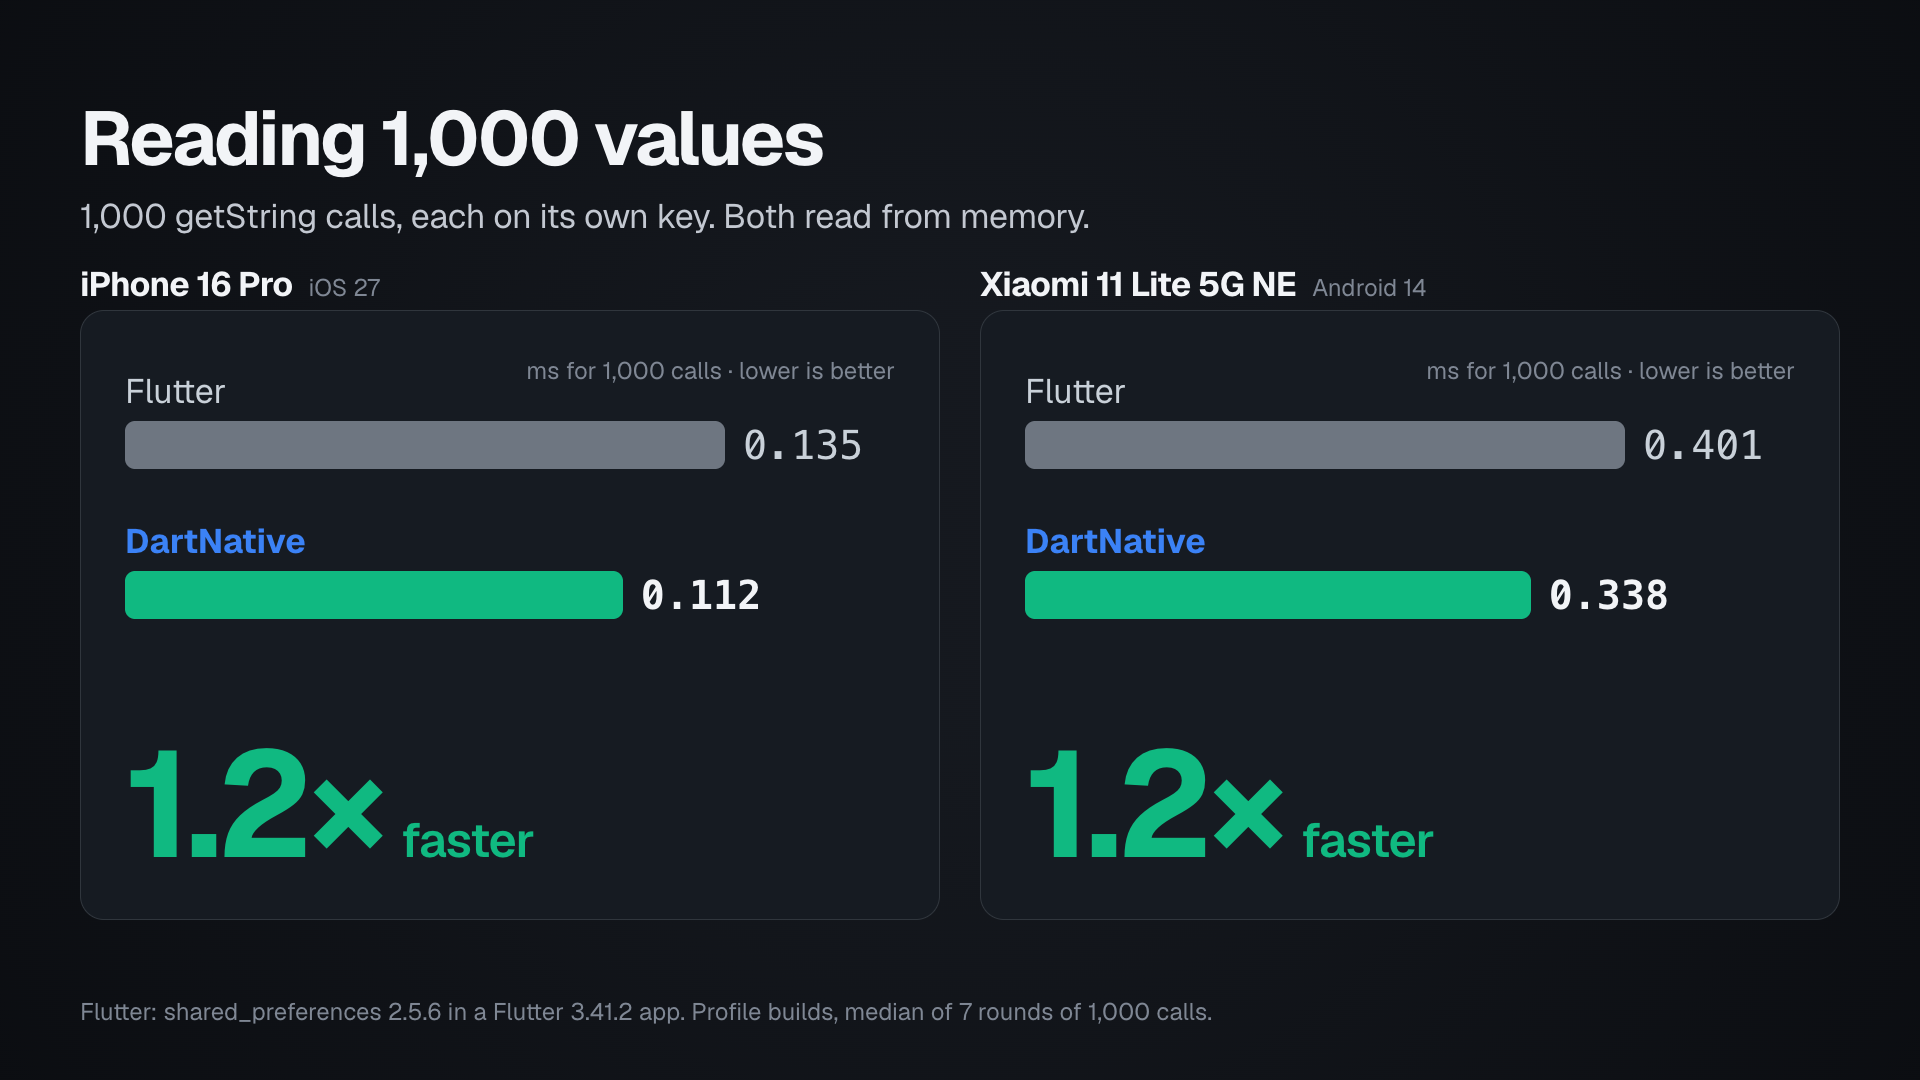 Reading 1,000 values
1,000 getString calls, each on its own key. Both read from memory.
iPhone 16 Pro iOS 27
ms for 1,000 calls · lower is better
Flutter
0.135
DartNative
0.112
1.2× faster
Xiaomi 11 Lite 5G NE Android 14
ms for 1,000 calls · lower is better
Flutter
0.401
DartNative
0.338
1.2× faster
Flutter: shared_preferences 2.5.6 in a Flutter 3.41.2 app. Profile builds, median of 7 rounds of 1,000 calls.